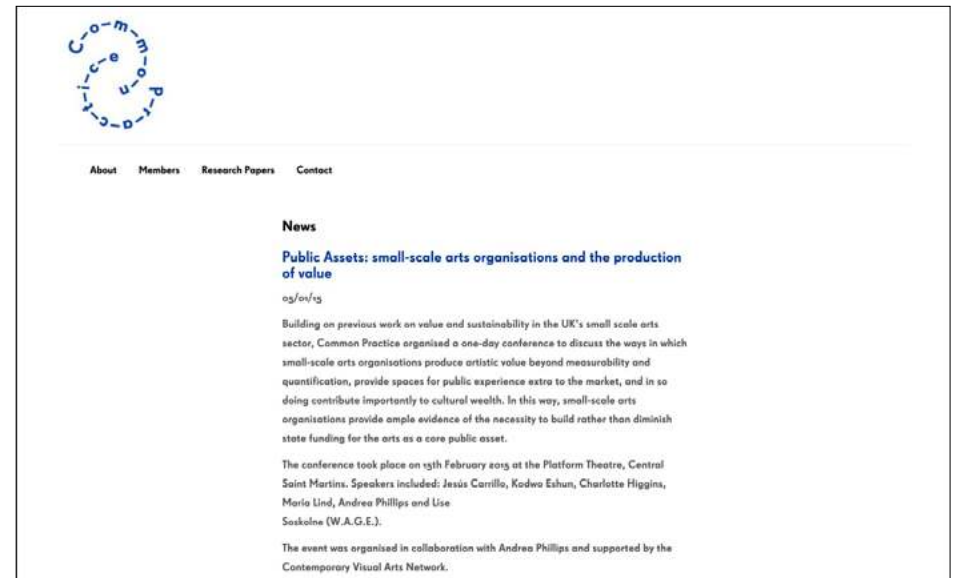 C-o-m-m-o-n P-r-a-c-t-i-c-e
About Members Research Papers Contact
News
Public Assets: small-scale arts organisations and the production
of value
05/01/15
Building on previous work on value and sustainability in the UK's small scale arts
sector, Common Practice organised a one-day conference to discuss the ways in which
small-scale arts organisations produce artistic value beyond measurability and
quantification, provide spaces for public experience extra to the market, and in so
doing contribute importantly to cultural wealth. In this way, small-scale arts
organisations provide ample evidence of the necessity to build rather than diminish
state funding for the arts as a core public asset.
The conference took place on 15th February 2015 at the Platform Theatre, Central
Saint Martins. Speakers included: Jesús Carrillo, Kodwo Eshun, Charlotte Higgins,
Maria Lind, Andrea Phillips and Lise
Soskolne (W.A.G.E.).
The event was organised in collaboration with Andrea Phillips and supported by the
Contemporary Visual Arts Network.